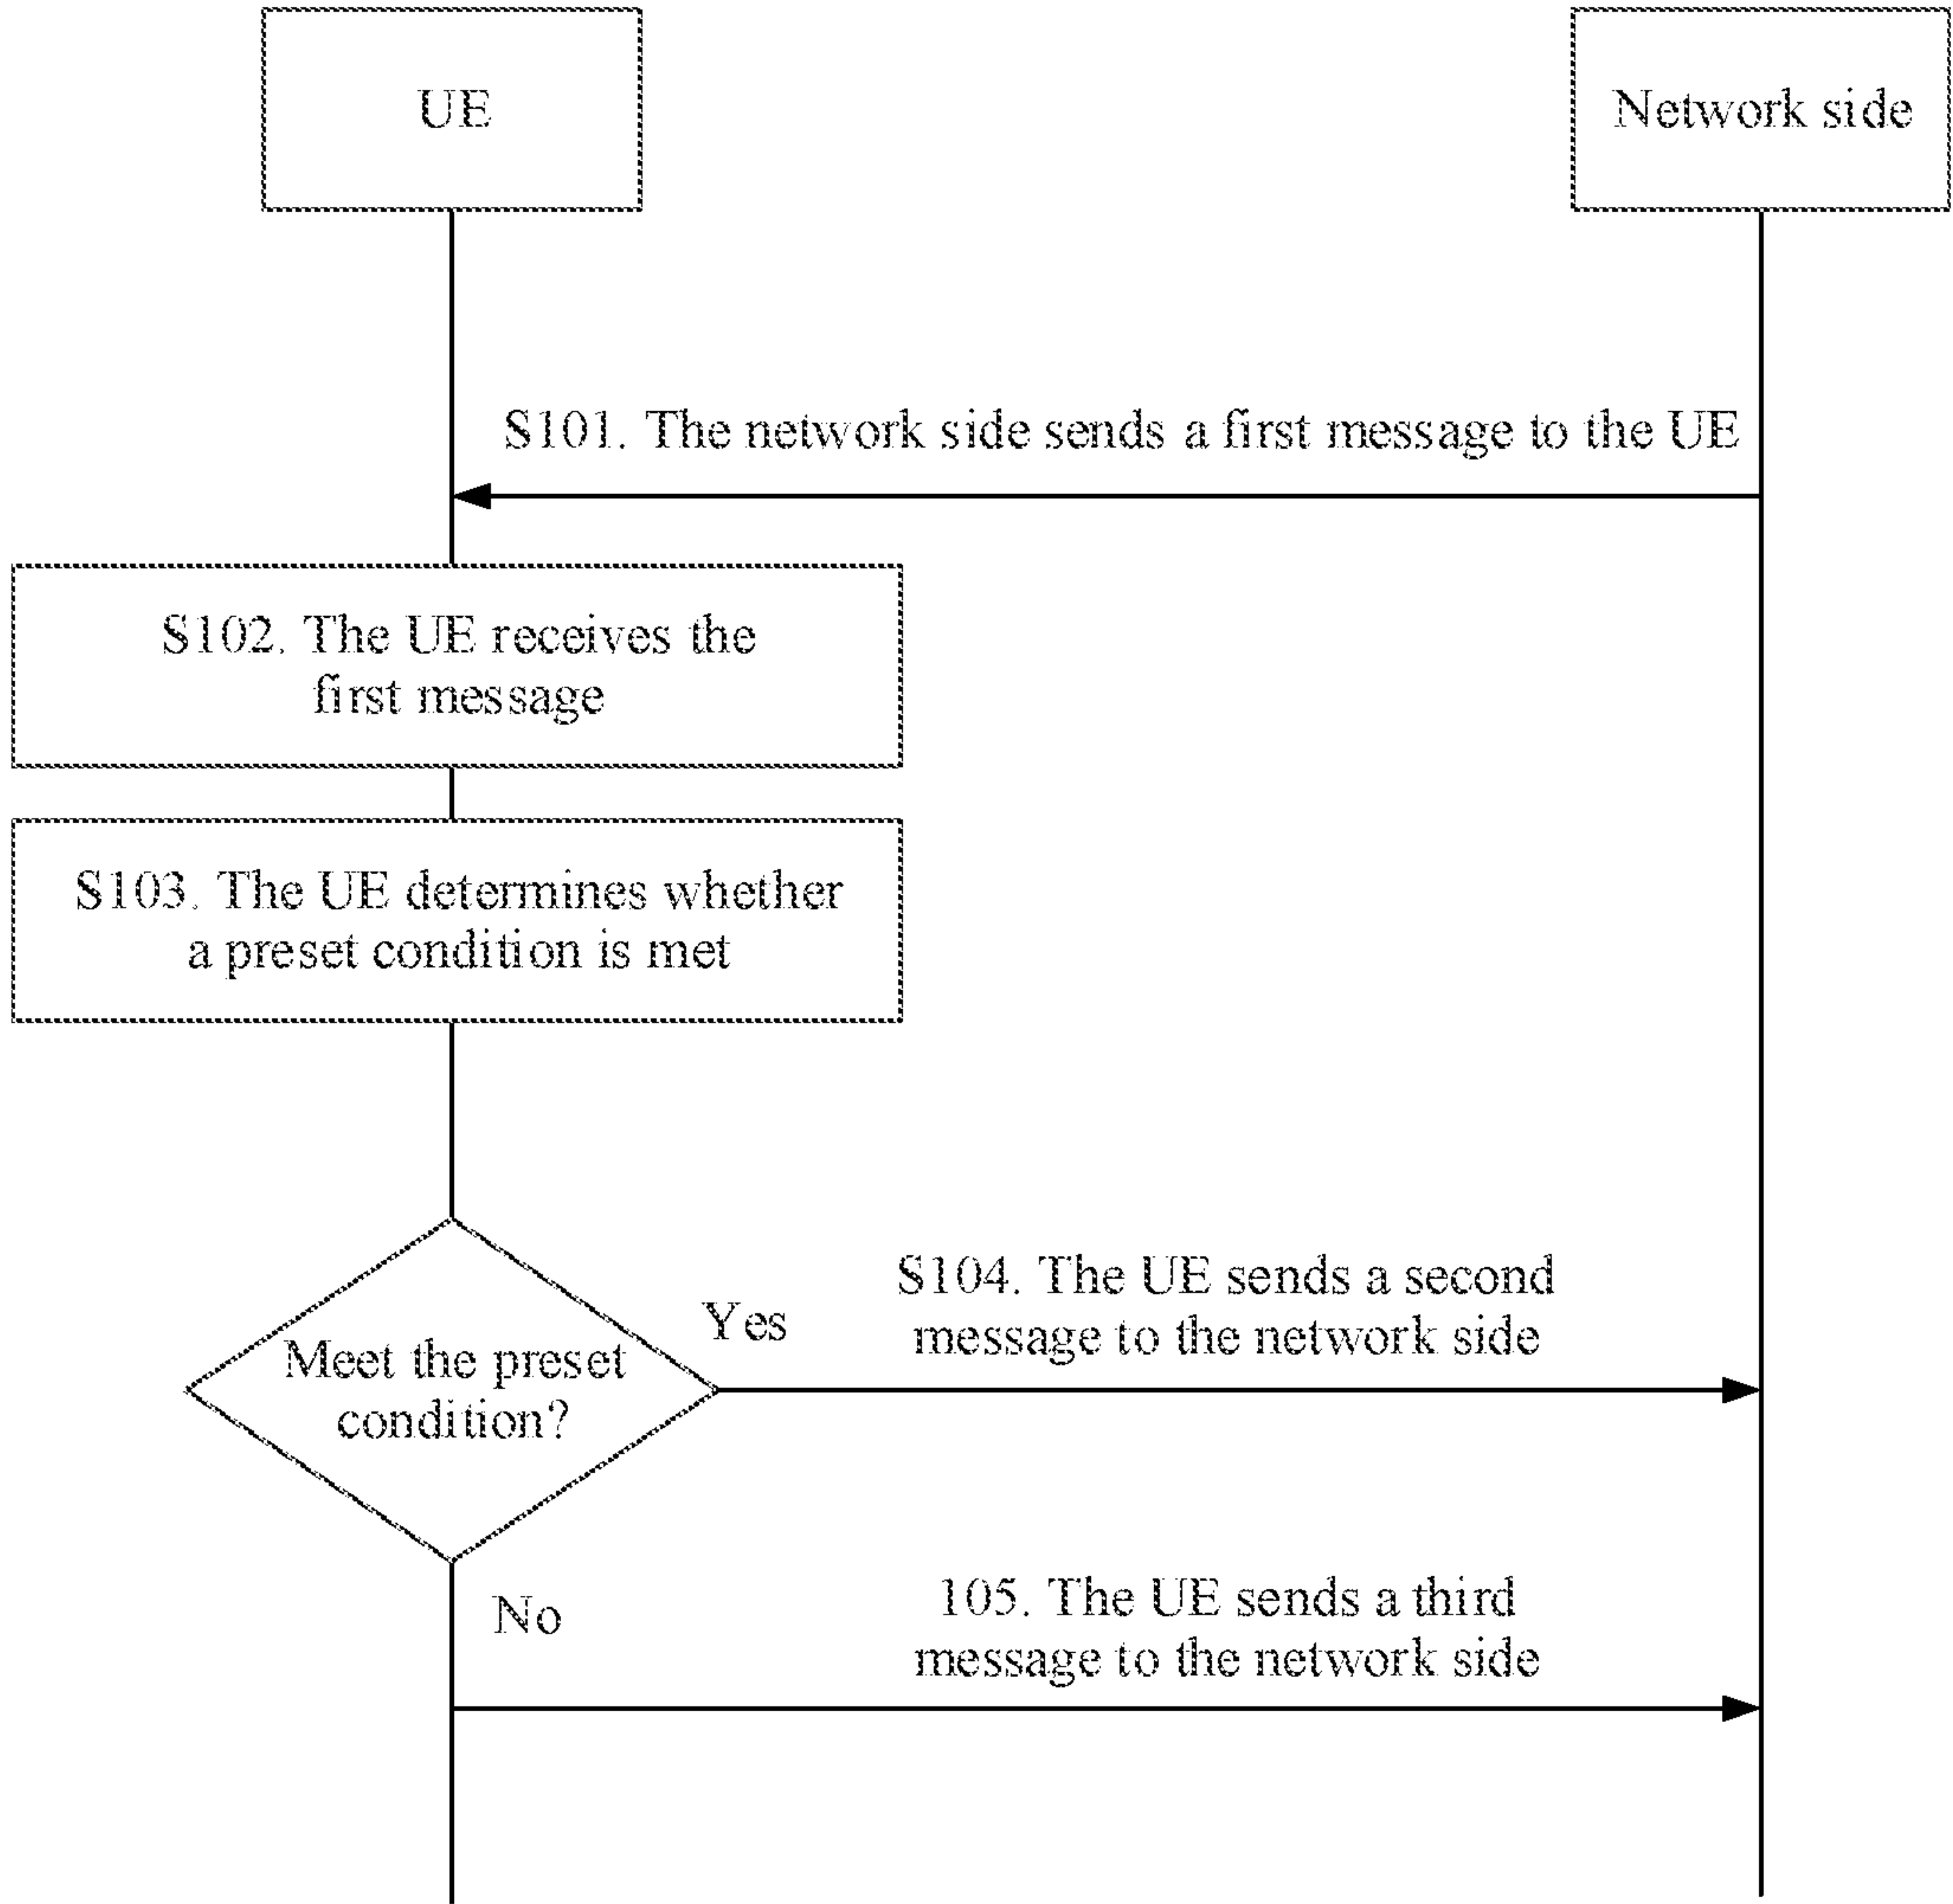 UE
Network side
S101. The network side sends a first message to the UE
S102. The UE receives the
first message
S103. The UE determines whether
a preset condition is met
Meet the preset
condition?
Yes
S104. The UE sends a second
message to the network side
No
105. The UE sends a third
message to the network side